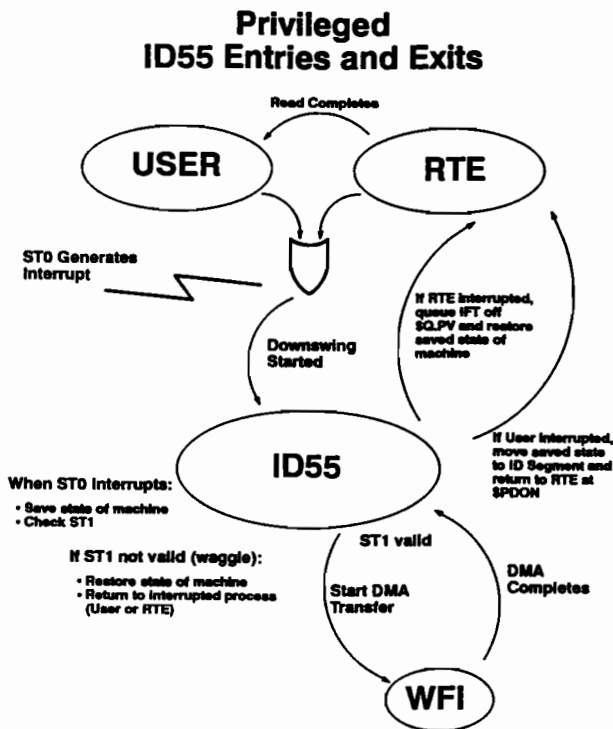 Privileged
ID55 Entries and Exits
Read Completes
USER
RTE
ST0 Generates
Interrupt
If RTE Interrupted,
queue IFT off
$Q.PV and restore
saved state of
machine
Downswing
Started
ID55
If User Interrupted,
move saved state
to ID Segment and
return to RTE at
$PDON
When ST0 Interrupts:
• Save state of machine
• Check ST1
ST1 valid
If ST1 not valid (waggle):
• Restore state of machine
• Return to interrupted process
(User or RTE)
Start DMA
Transfer
DMA
Completes
WFI